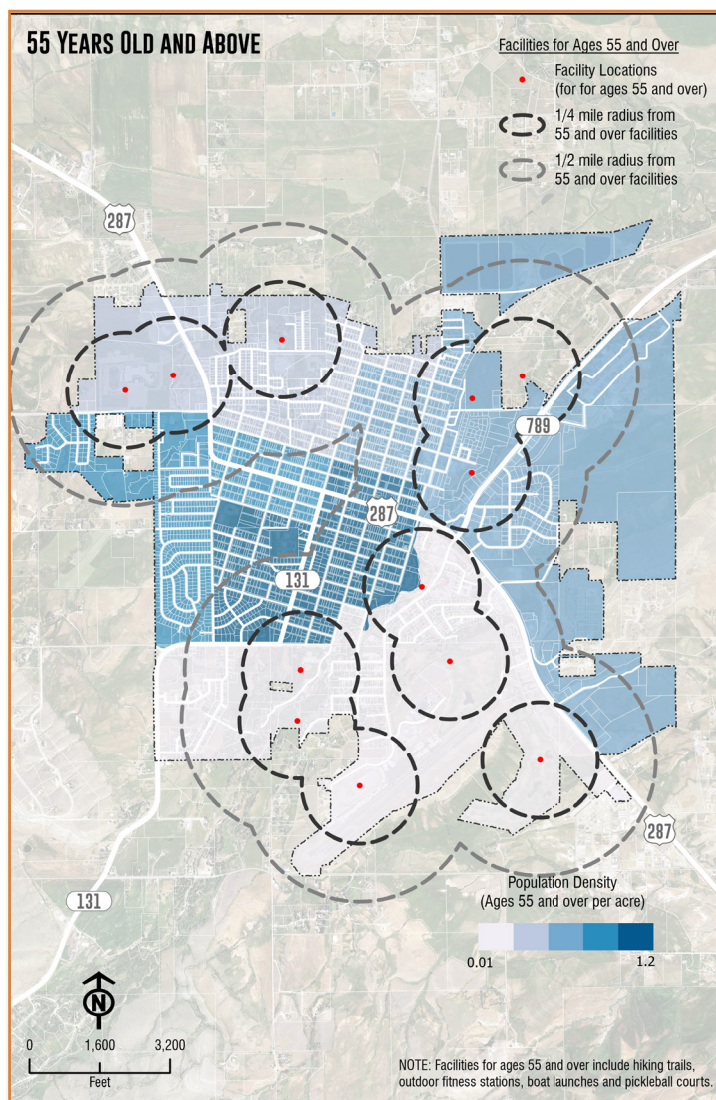 55 YEARS OLD AND ABOVE
Facilities for Ages 55 and Over
Facility Locations
(for for ages 55 and over)
1/4 mile radius from
55 and over facilities
1/2 mile radius from
55 and over facilities
287
789
287
131
287
131
Population Density
(Ages 55 and over per acre)
0.01
1.2
N
0
1,600
3,200
Feet
NOTE: Facilities for ages 55 and over include hiking trails,
outdoor fitness stations, boat aunches and pickleball courts.